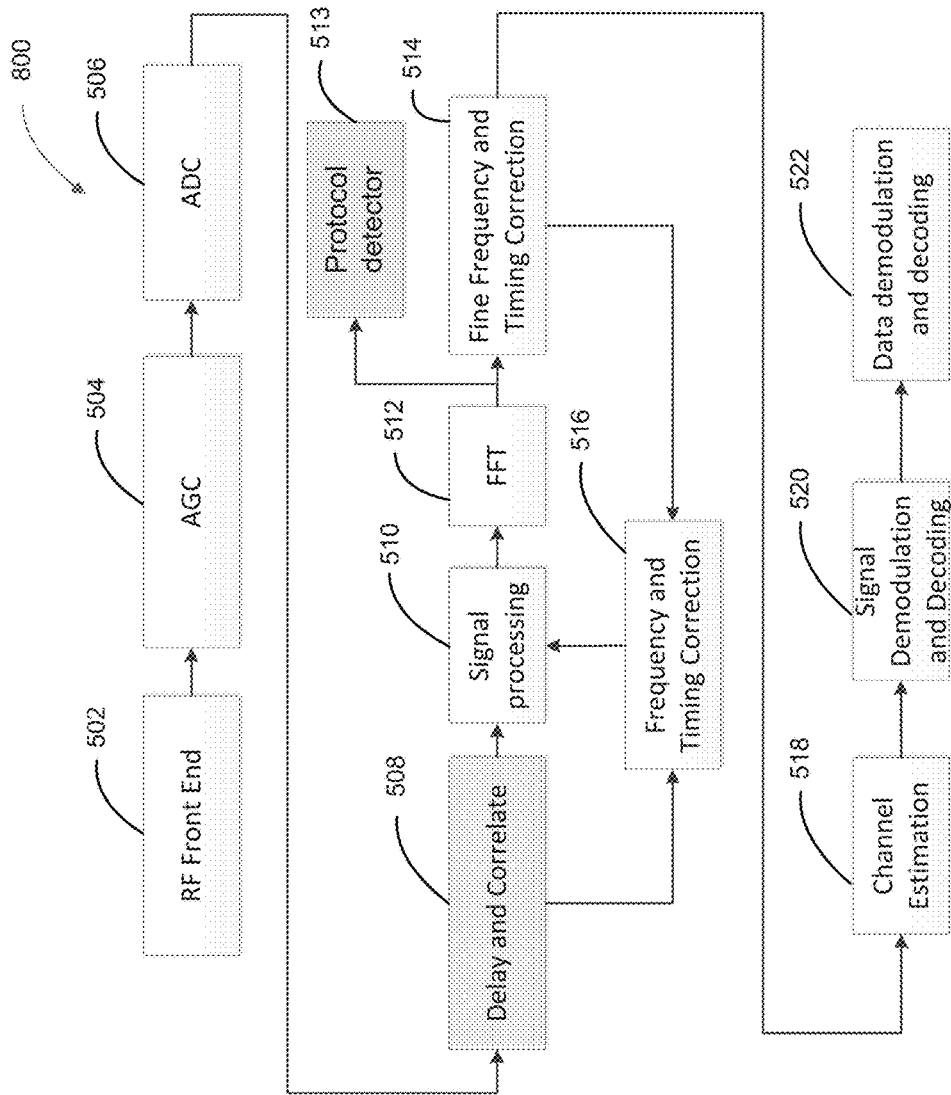 800
502
RF Front End
504
AGC
506
ADC
508
Delay and Correlate
510
Signal
processing
512
FFT
513
Protocol
detector
514
Fine Frequency and
Timing Correction
516
Frequency and
Timing Correction
518
Channel
Estimation
520
Signal
Demodulation
and Decoding
522
Data demodulation
and decoding